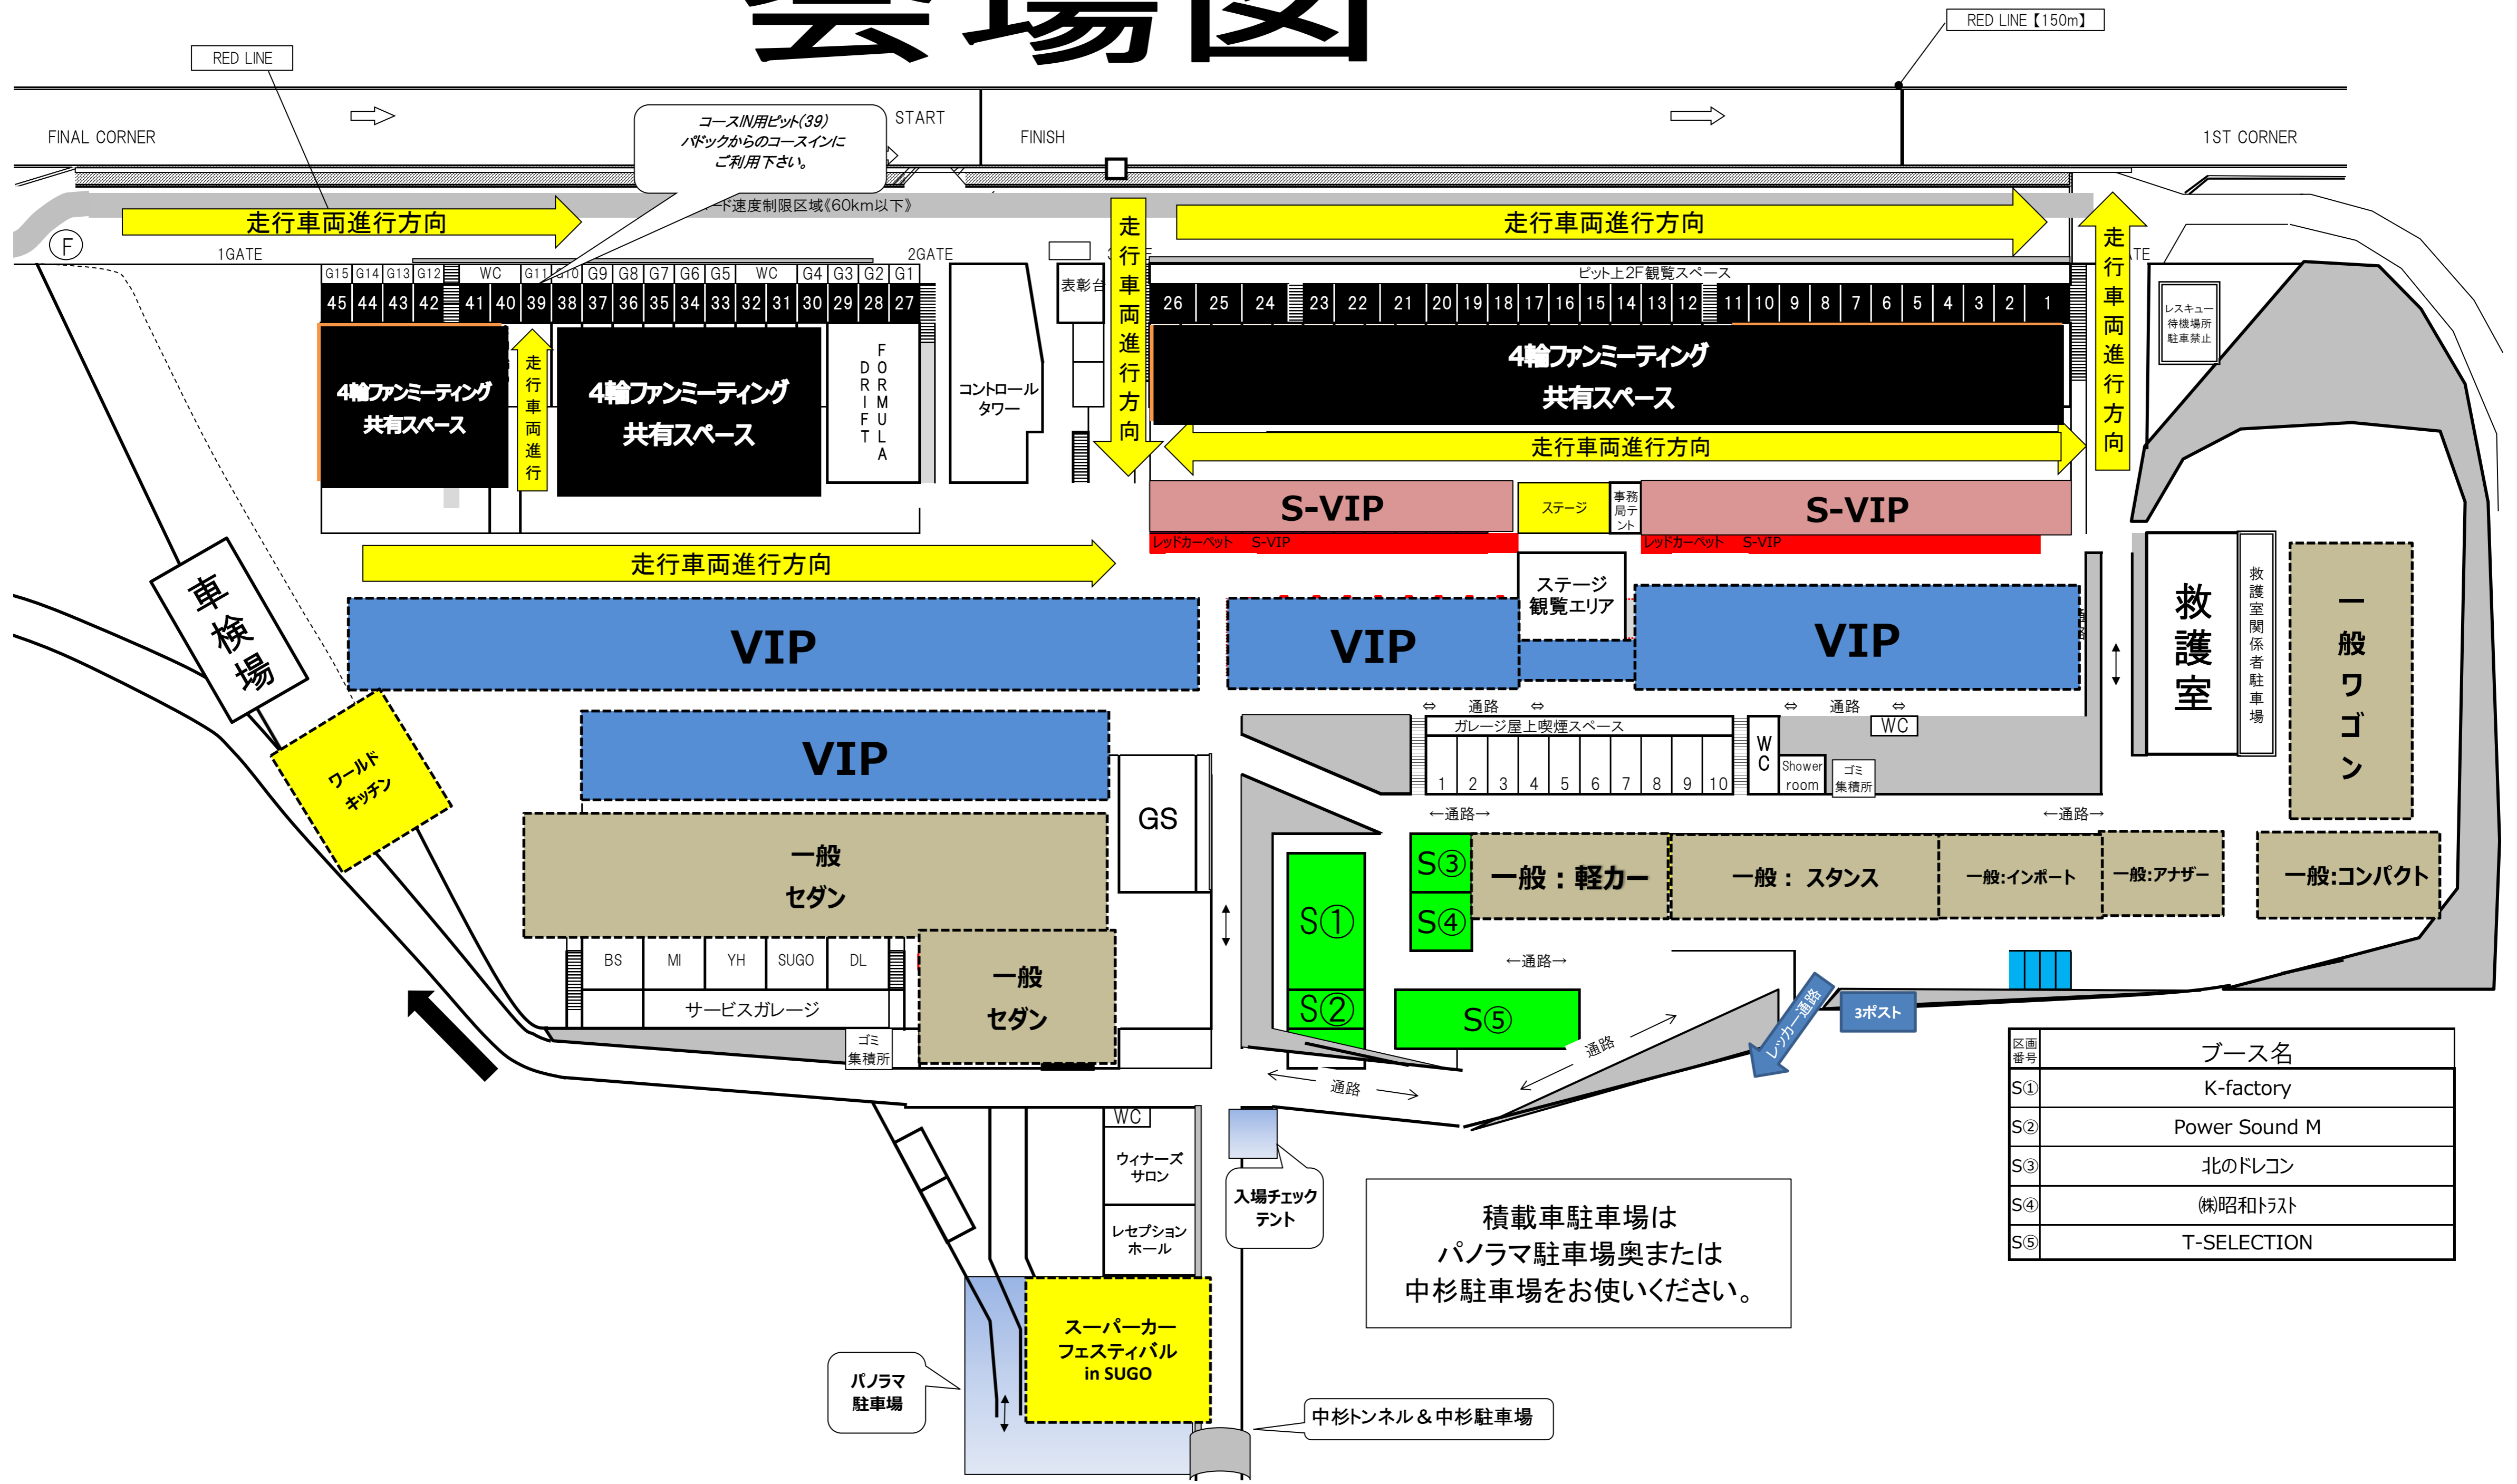 会場図
RED LINE
RED LINE【150m】
FINAL CORNER
START
FINISH
1ST CORNER
コースIN用ピット(39)
パドックからのコースインに
ご利用下さい。
走行車両進行方向
速度制限区域《60km以下》
走行車両進行方向
F
1GATE
2GATE
走行車両進行方向
走行車両進行方向
G15 G14 G13 G12 WC G11 G10 G9 G8 G7 G6 G5 WC G4 G3 G2 G1
45 44 43 42 41 40 39 38 37 36 35 34 33 32 31 30 29 28 27
表彰台
ピット上2F観覧スペース
26 25 24 23 22 21 20 19 18 17 16 15 14 13 12 11 10 9 8 7 6 5 4 3 2 1
レスキュー
待機場所
駐車禁止
4輪ファンミーティング
共有スペース
走行車両進行
4輪ファンミーティング
共有スペース
FORMULA
DRIFT
コントロール
タワー
4輪ファンミーティング
共有スペース
走行車両進行方向
S-VIP
ステージ
事務
局テ
ント
S-VIP
レッドカーペット S-VIP
レッドカーペット S-VIP
走行車両進行方向
ステージ
観覧エリア
車検場
VIP
VIP
VIP
通路
救護室
救護室関係者駐車場
一般ワゴン
VIP
ワールド
キッチン
⇔ 通路 ⇔
⇔ 通路 ⇔
ガレージ屋上喫煙スペース
WC
1 2 3 4 5 6 7 8 9 10
WC
Shower
room
ゴミ
集積所
GS
←通路→
←通路→
一般
セダン
S①
S②
S③
S④
一般：軽カー
一般：スタンス
一般:インポート
一般:アナザー
一般:コンパクト
BS MI YH SUGO DL
サービスガレージ
一般
セダン
ゴミ
集積所
←通路→
S⑤
通路
通路
レッカー通路
3ポスト
区画
番号
ブース名
S① K-factory
S② Power Sound M
S③ 北のドレコン
S④ ㈱昭和トラスト
S⑤ T-SELECTION
WC
ウィナーズ
サロン
レセプション
ホール
入場チェック
テント
積載車駐車場は
パノラマ駐車場奥または
中杉駐車場をお使いください。
スーパーカー
フェスティバル
in SUGO
パノラマ
駐車場
中杉トンネル＆中杉駐車場